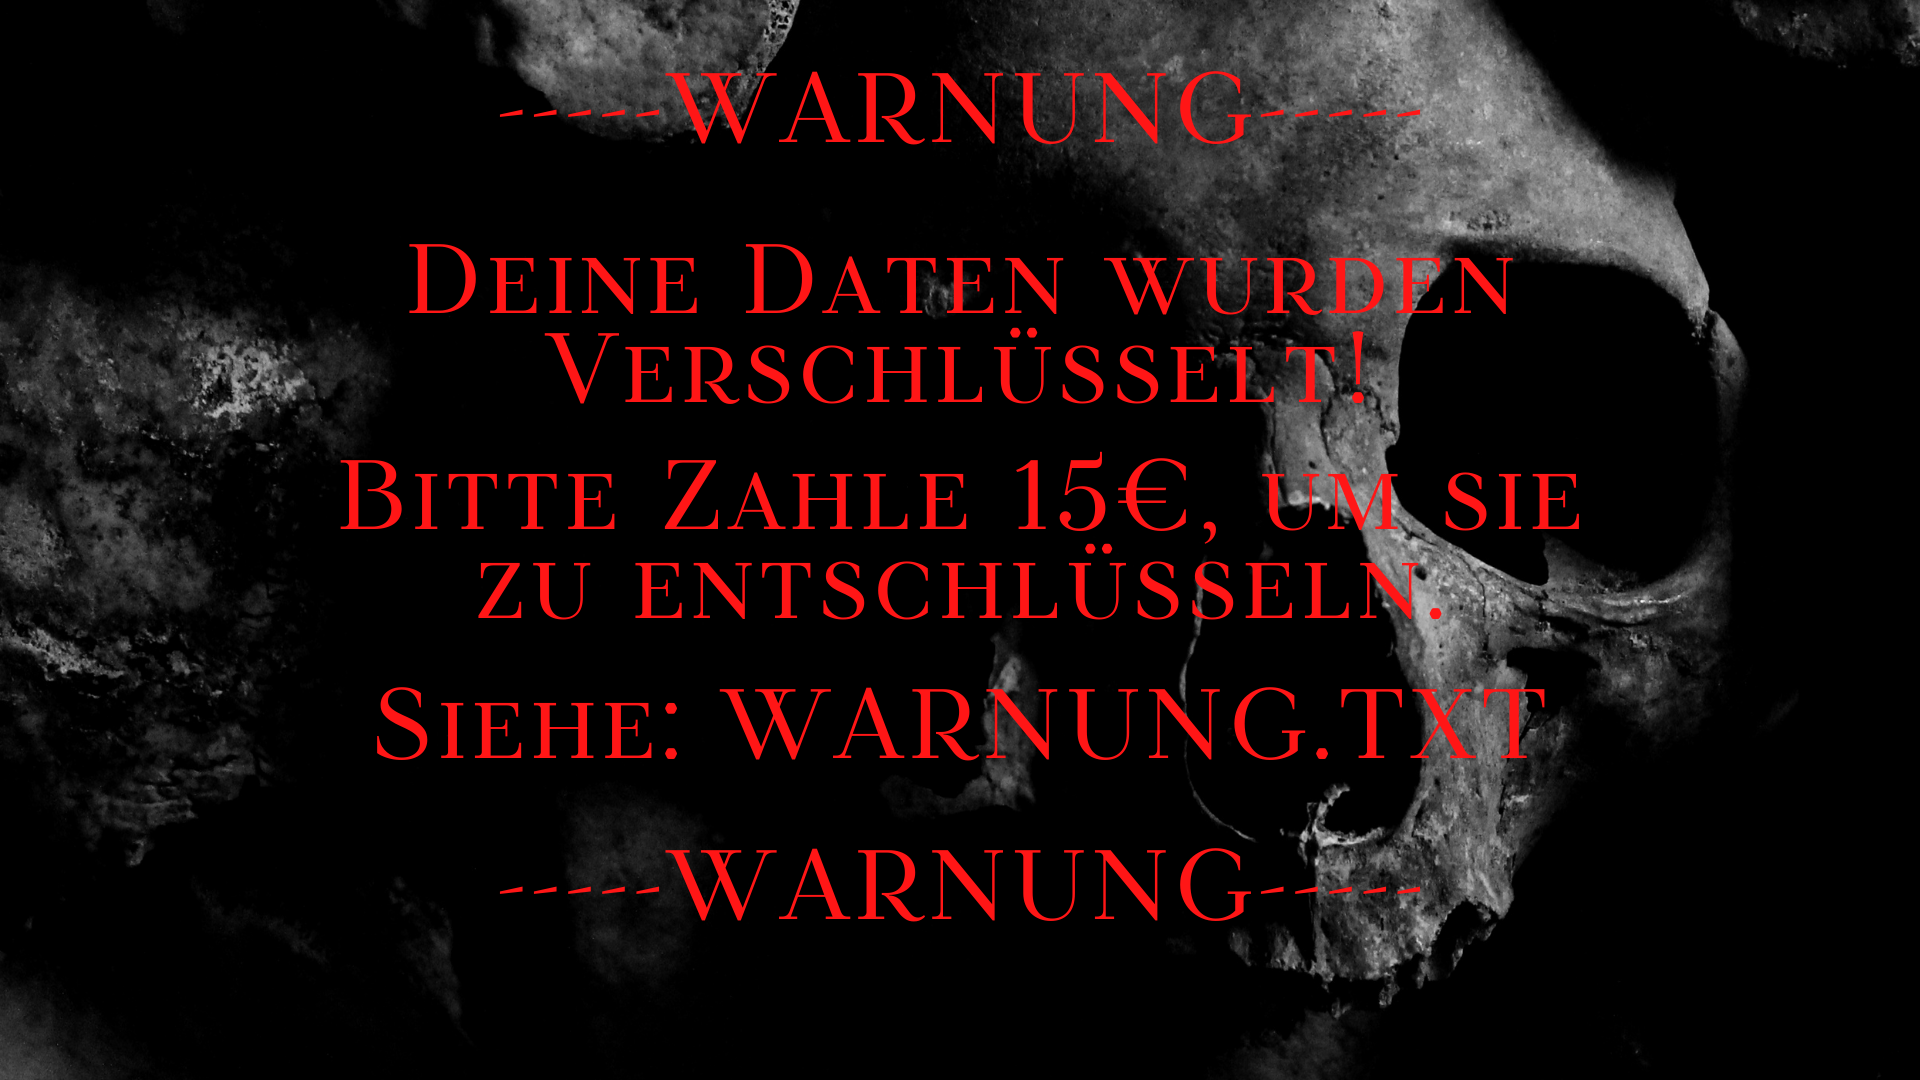 -----WARNUNG-----
Deine Daten wurden
Verschlüsselt!
Bitte Zahle 15€, um sie
zu entschlüsseln.
Siehe: WARNUNG.TXT
-----WARNUNG-----